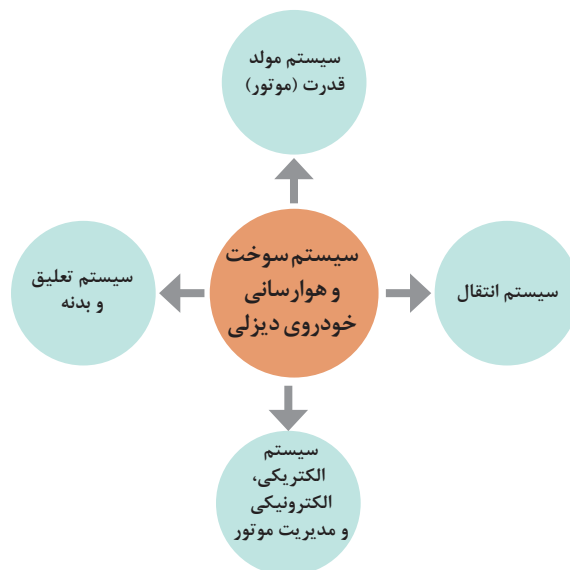 سیستم مولد
قدرت (موتور)
سیستم سوخت
و هوارسانی
خودروی دیزلی
سیستم انتقال
سیستم تعلیق
و بدنه
سیستم
الکتریکی،
الکترونیکی
و مدیریت موتور